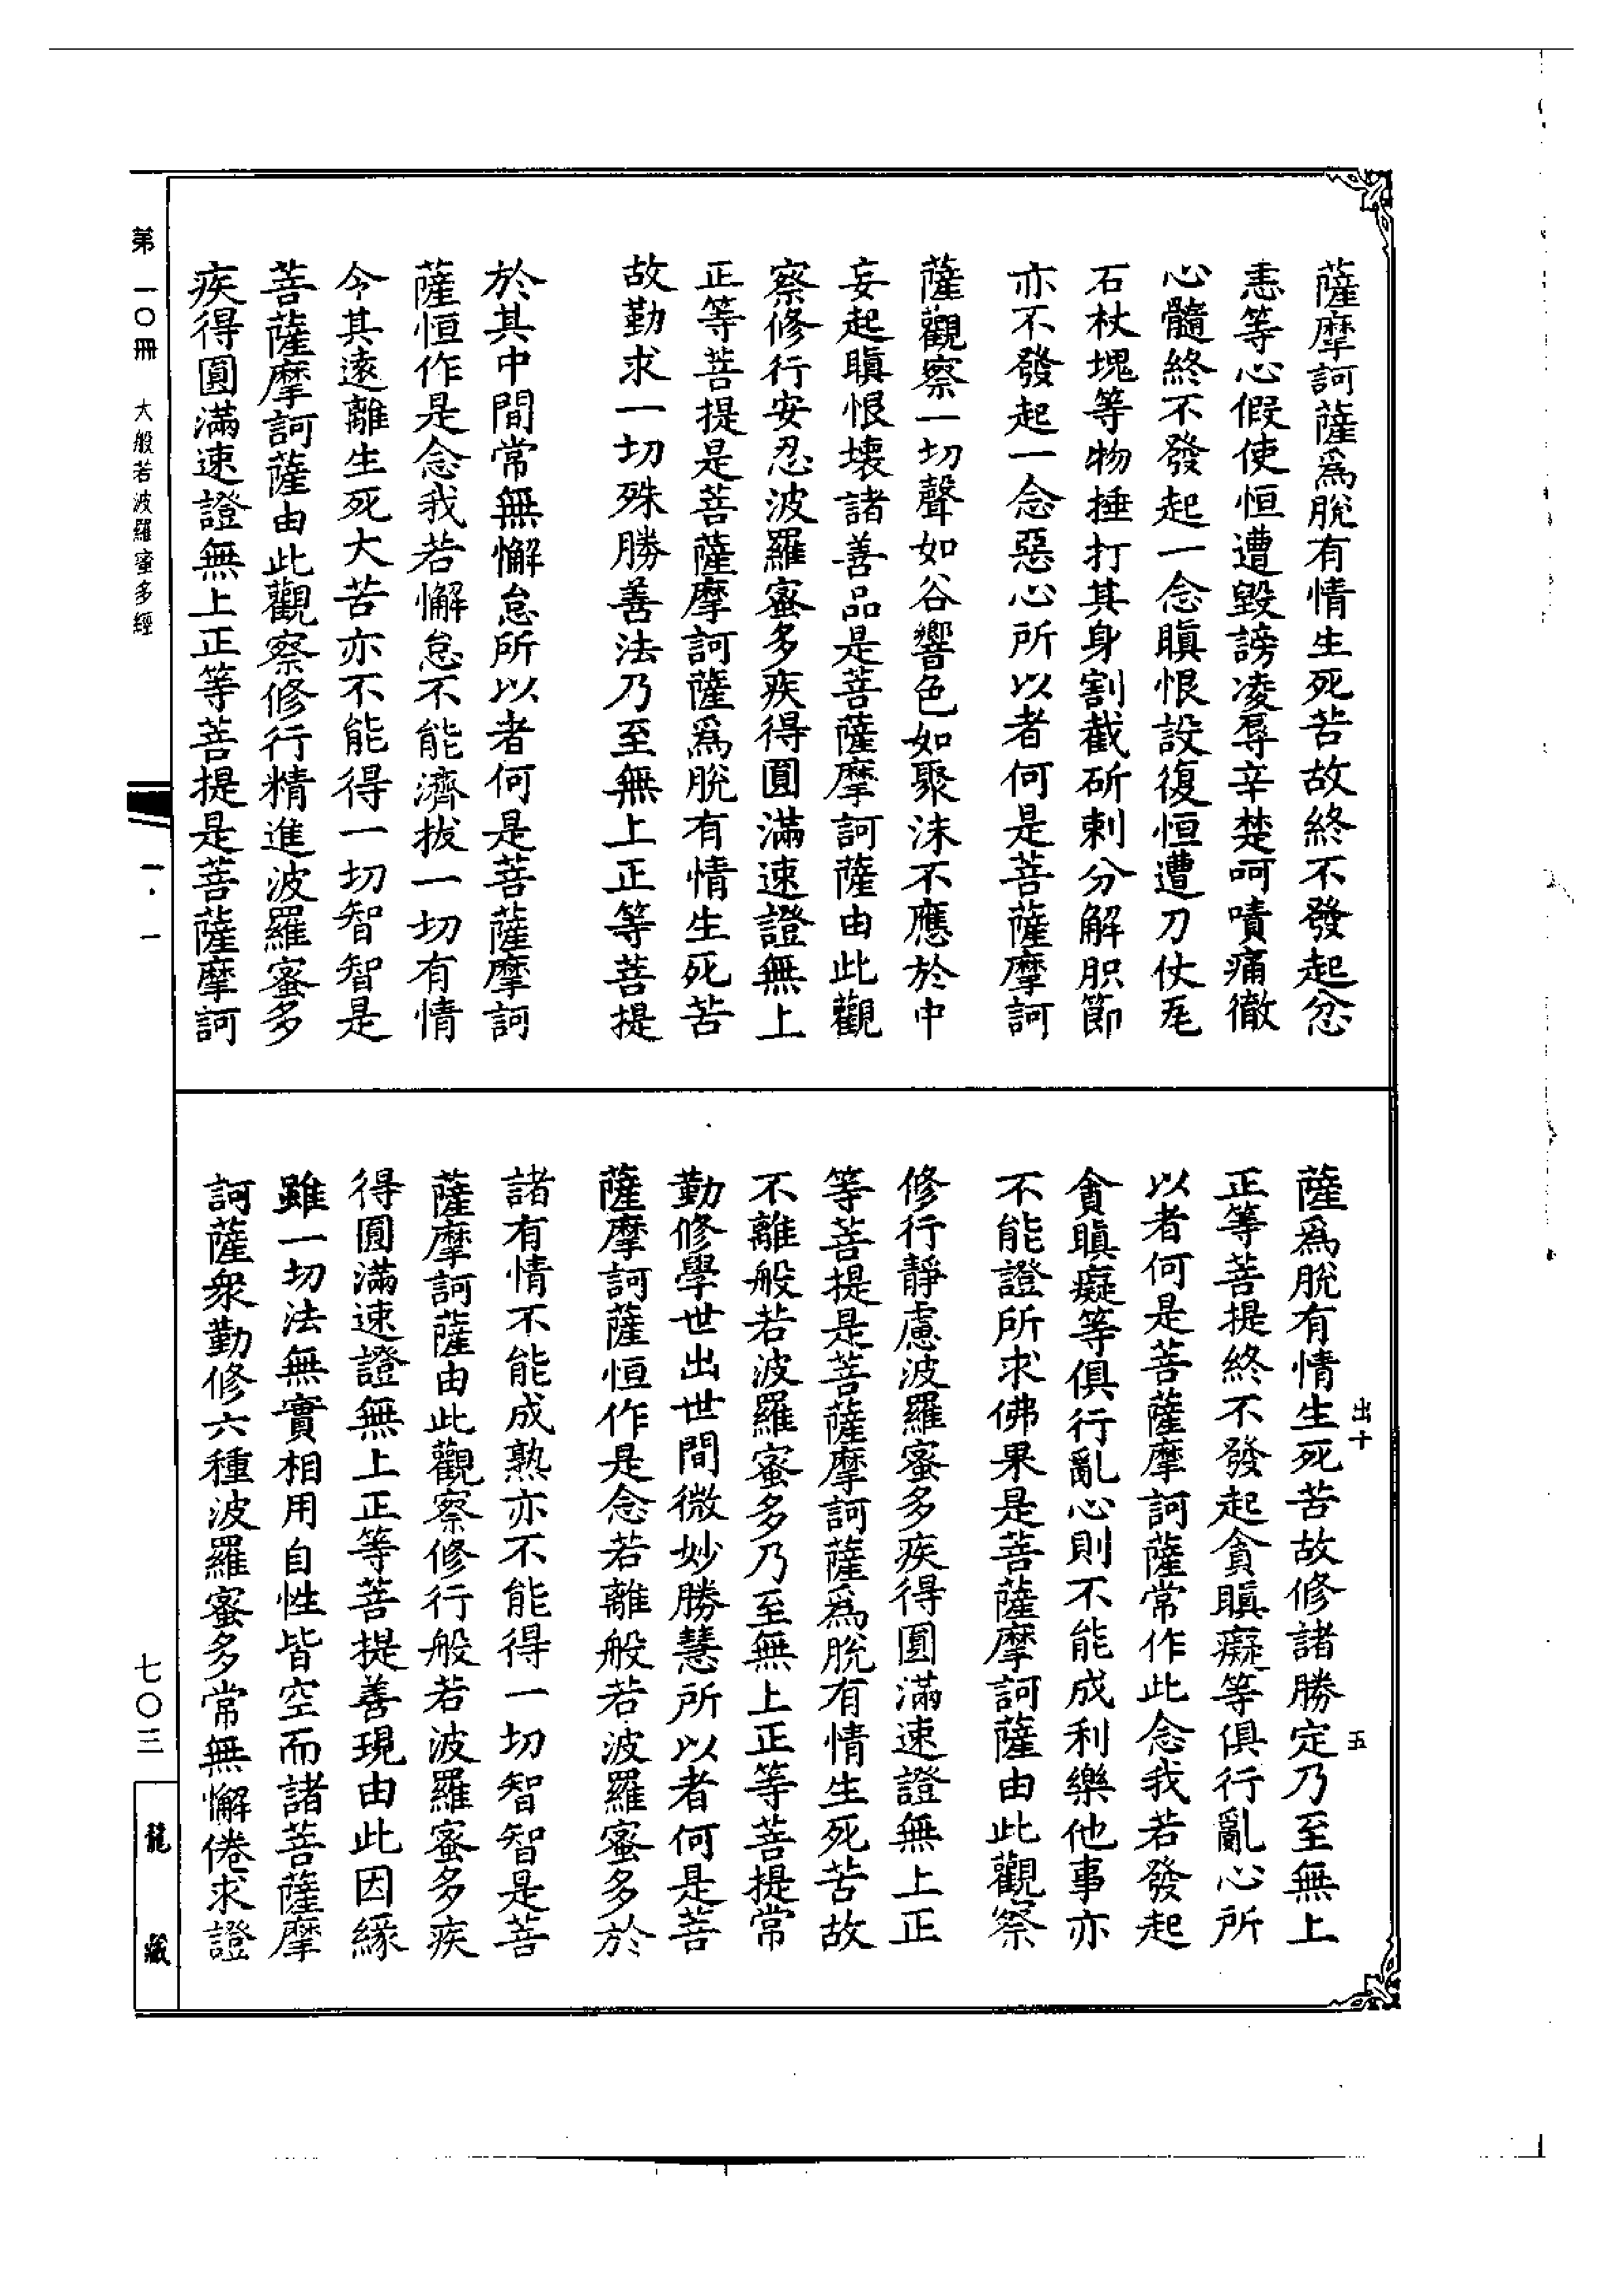 薩摩訶薩爲脫有情生死苦故終不發起忿
恚等心假使恒遭毀謗凌辱辛楚呵嘖痛徹
心髓終不發起一念瞋恨設復恒遭刀仗瓦
石杖塊等物捶打其身割截斫刺分解胑節
亦不發起一念惡心所以者何是菩薩摩訶
薩觀察一切聲如谷響色如聚沫不應於中
妄起瞋恨壞諸善品是菩薩摩訶薩由此觀
察修行安忍波羅蜜多疾得圓滿速證無上
正等菩提是菩薩摩訶薩爲脫有情生死苦
故勤求一切殊勝善法乃至無上正等菩提
於其中間常無懈怠所以者何是菩薩摩訶
薩恒作是念我若懈怠不能濟拔一切有情
令其遠離生死大苦亦不能得一切智智是
菩薩摩訶薩由此觀察修行精進波羅蜜多
疾得圓滿速證無上正等菩提是菩薩摩訶
薩爲脫有情生死苦故修諸勝定乃至無上
正等菩提終不發起貪瞋癡等俱行亂心所
以者何是菩薩摩訶薩常作此念我若發起
貪瞋癡等俱行亂心則不能成利樂他事亦
不能證所求佛果是菩薩摩訶薩由此觀察
修行靜慮波羅蜜多疾得圓滿速證無上正
等菩提是菩薩摩訶薩爲脫有情生死苦故
不離般若波羅蜜多乃至無上正等菩提常
勤修學世出世間微妙勝慧所以者何是菩
薩摩訶薩恒作是念若離般若波羅蜜多於
諸有情不能成熟亦不能得一切智智是菩
薩摩訶薩由此觀察修行般若波羅蜜多疾
得圓滿速證無上正等菩提善現由此因緣
雖一切法無實相用自性皆空而諸菩薩摩
訶薩衆勤修六種波羅蜜多常無懈倦求證
出十 五
第一〇冊 大般若波羅蜜多經
一·一
七〇三
龍藏